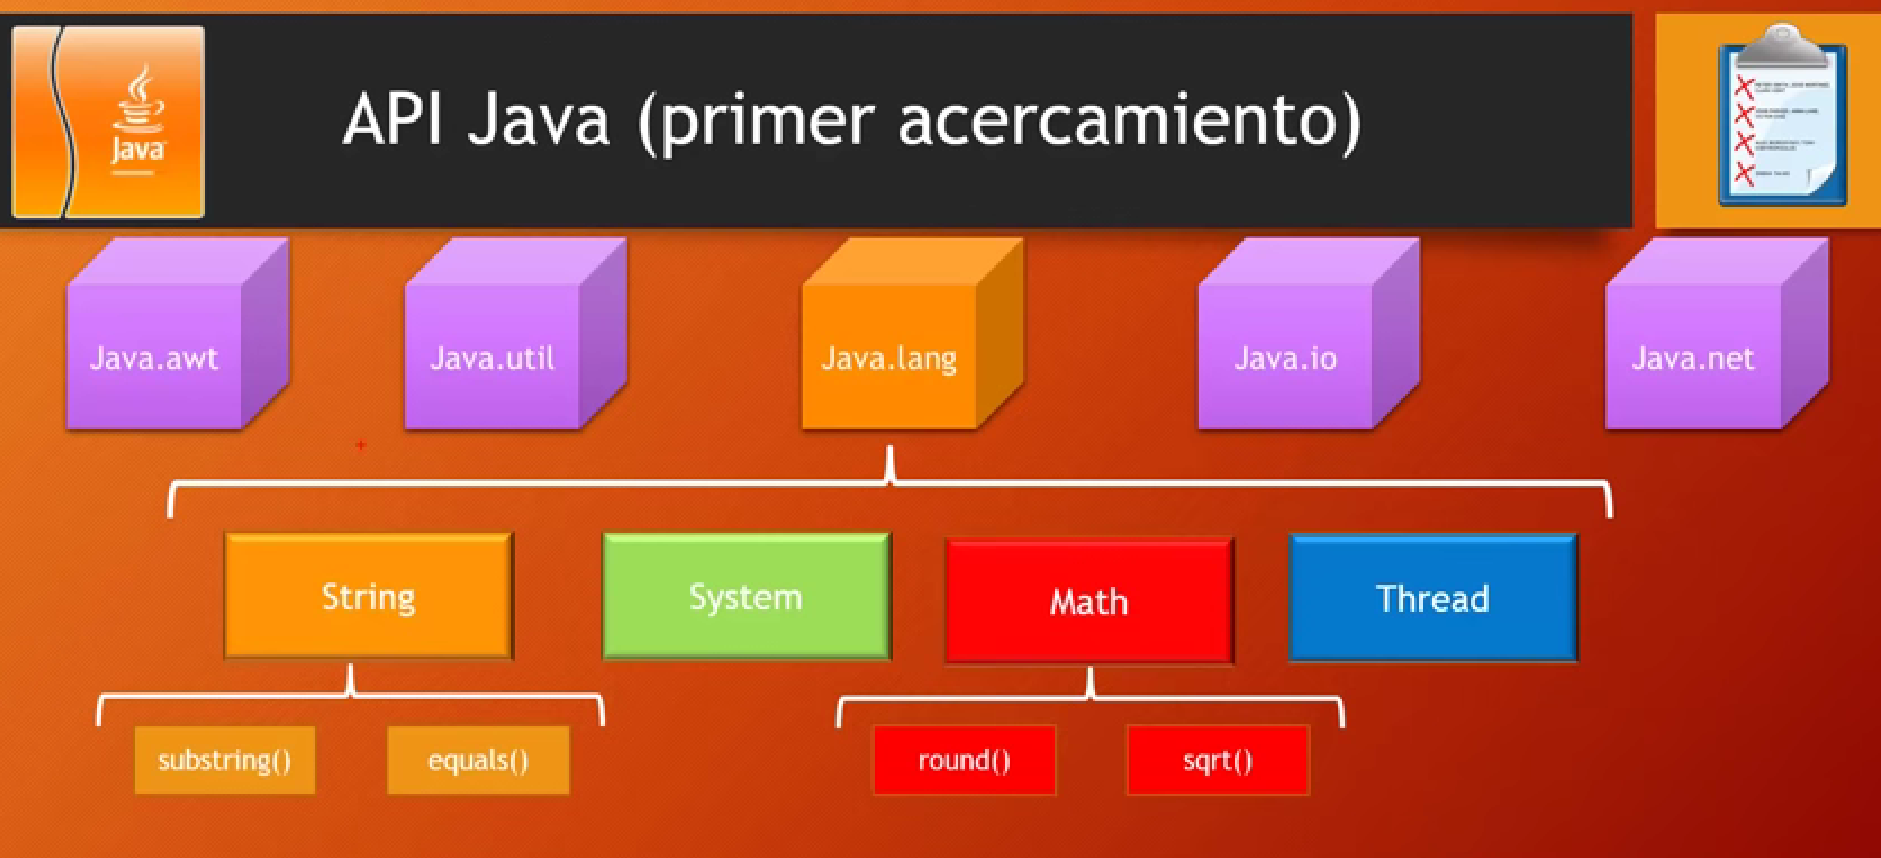 Java
API Java (primer acercamiento)
Java.awt
Java.util
Java.lang
Java.io
Java.net
String
System
Math
Thread
substring()
equals()
round()
sqrt()